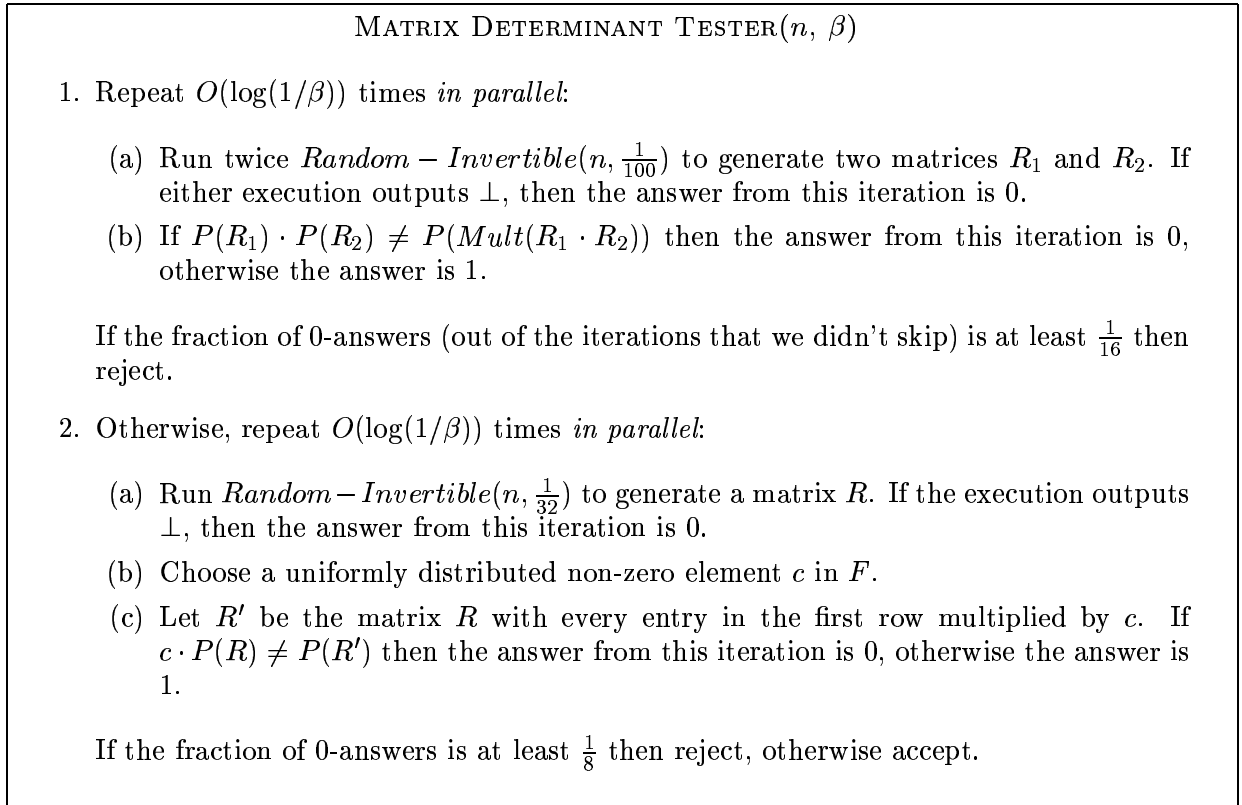 MATRIX DETERMINANT TESTER(n, β)
1. Repeat O(log(1/β)) times in parallel:
(a) Run twice Random − Invertible(n, 1/100) to generate two matrices R₁ and R₂. If
either execution outputs ⊥, then the answer from this iteration is 0.
(b) If P(R₁) · P(R₂) ≠ P(Mult(R₁ · R₂)) then the answer from this iteration is 0,
otherwise the answer is 1.
If the fraction of 0-answers (out of the iterations that we didn't skip) is at least 1/16 then
reject.
2. Otherwise, repeat O(log(1/β)) times in parallel:
(a) Run Random−Invertible(n, 1/32) to generate a matrix R. If the execution outputs
⊥, then the answer from this iteration is 0.
(b) Choose a uniformly distributed non-zero element c in F.
(c) Let R′ be the matrix R with every entry in the first row multiplied by c. If
c · P(R) ≠ P(R′) then the answer from this iteration is 0, otherwise the answer is
1.
If the fraction of 0-answers is at least 1/8 then reject, otherwise accept.